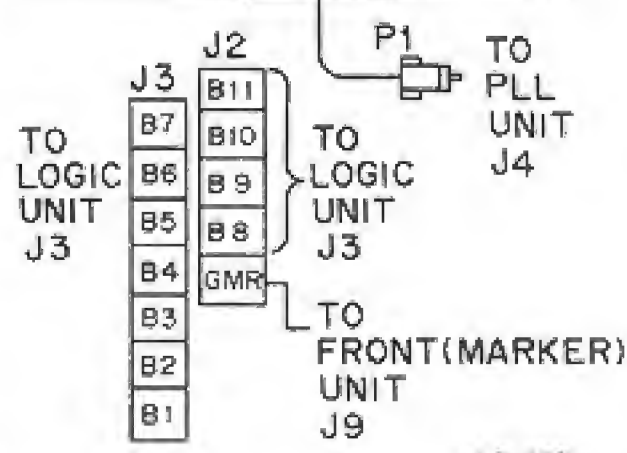 P1
TO
PLL
UNIT
J4
J2
B11
B10
B9
B8
GMR
TO
LOGIC
UNIT
J3
TO
FRONT(MARKER)
UNIT
J9
J3
B7
B6
B5
B4
B3
B2
B1
TO
LOGIC
UNIT
J3